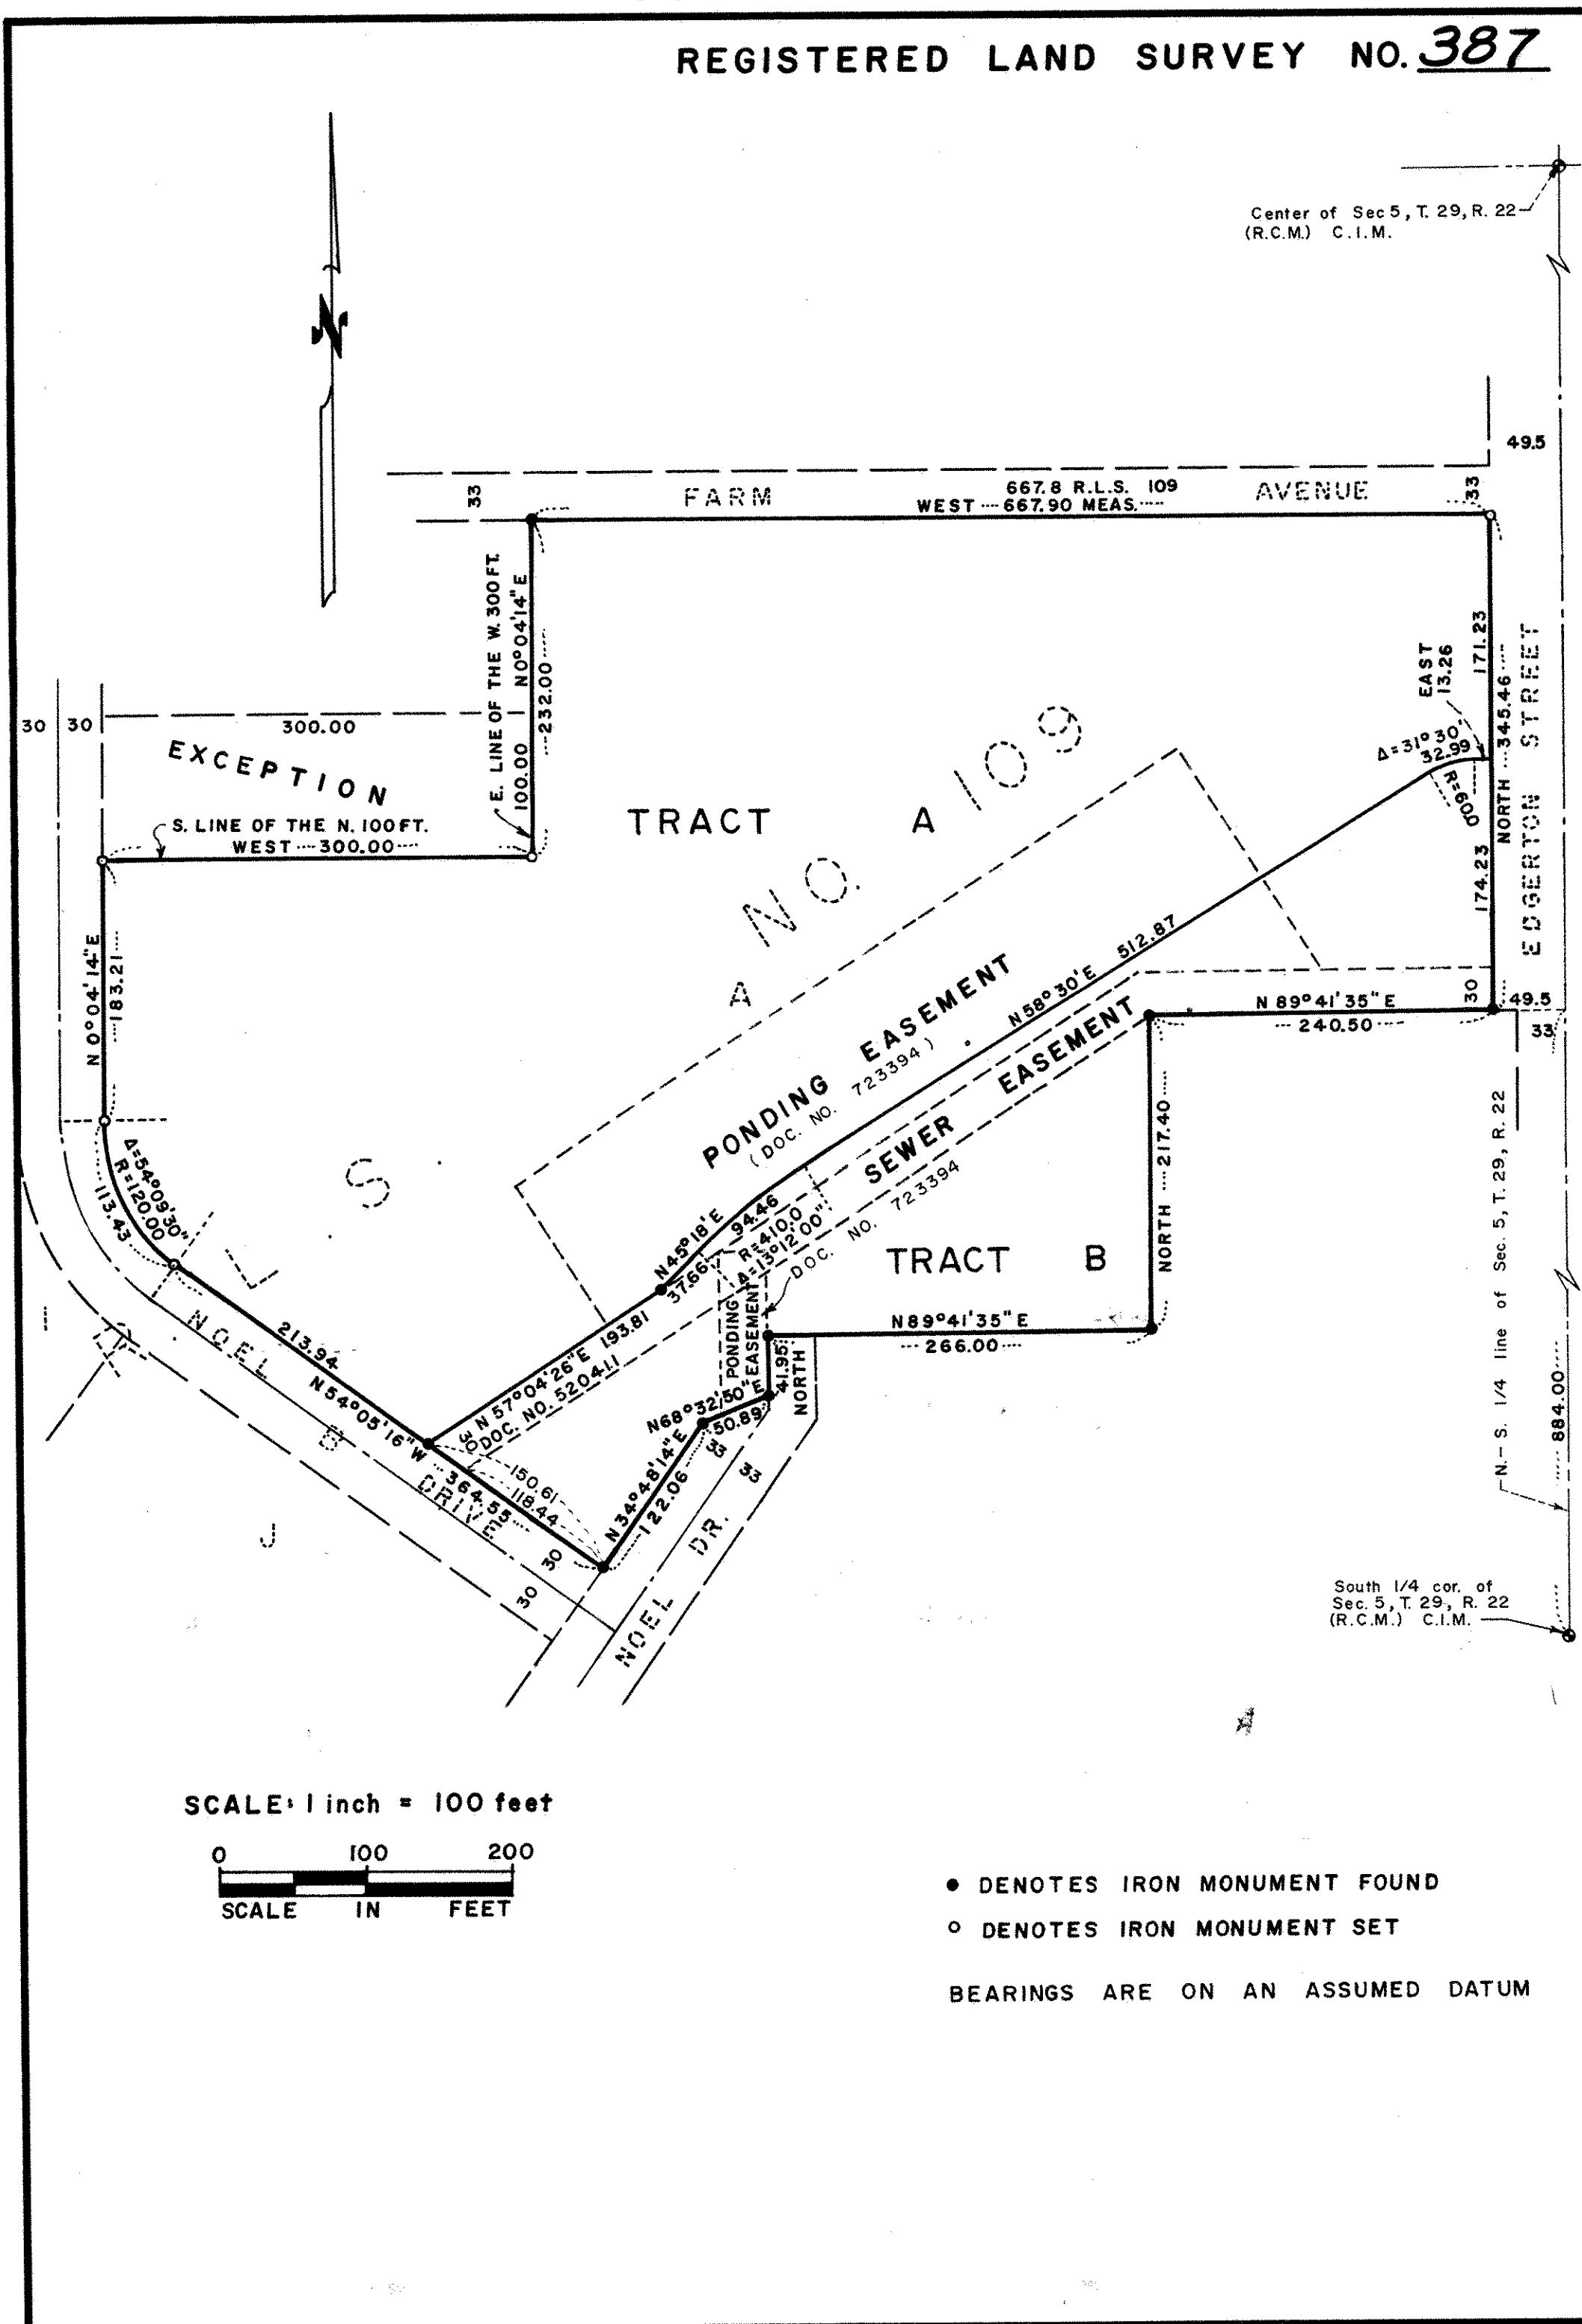 REGISTERED LAND SURVEY NO. 387
Center of Sec 5, T. 29, R. 22
(R.C.M.) C.I.M.
N
49.5
33
FARM
667.8 R.L.S. 109
WEST 667.90 MEAS.
AVENUE
33
E. LINE OF THE W. 300 FT.
N 0° 04' 14" E
232.00
100.00
30
30
300.00
EXCEPTION
S. LINE OF THE N. 100 FT.
WEST 300.00
TRACT A
R L S NO. 109
A
EAST
13.26
171.23
NORTH 345.46
174.23
EDGERTON STREET
Δ=31° 30'
32.99
R=60.0
N 0° 04' 14" E
183.21
Δ=54° 09' 30"
R=120.00
113.43
PONDING EASEMENT
(DOC. NO. 723394)
N 58° 30' E 512.87
SEWER EASEMENT
DOC. NO. 723394
N 89° 41' 35" E
240.50
30
49.5
33
NORTH 217.40
N 45° 18' E
37.66
94.46
R=410.0
Δ=13° 12' 00"
TRACT B
PONDING
EASEMENT
N 89° 41' 35" E
266.00
41.95
NORTH
N 57° 04' 26" E 193.81
DOC. NO. 520411
30
N 68° 32' 50" E
50.89
N 34° 48' 14" E
122.06
33
33
NOEL DRIVE
B
J
213.94
N 54° 05' 16" W 364.55
150.61
118.44
30
30
NOEL DR.
N.- S. 1/4 line of Sec. 5, T. 29, R. 22
884.00
South 1/4 cor. of
Sec. 5, T. 29, R. 22
(R.C.M.) C.I.M.
SCALE: 1 inch = 100 feet
0 100 200
SCALE IN FEET
● DENOTES IRON MONUMENT FOUND
○ DENOTES IRON MONUMENT SET
BEARINGS ARE ON AN ASSUMED DATUM